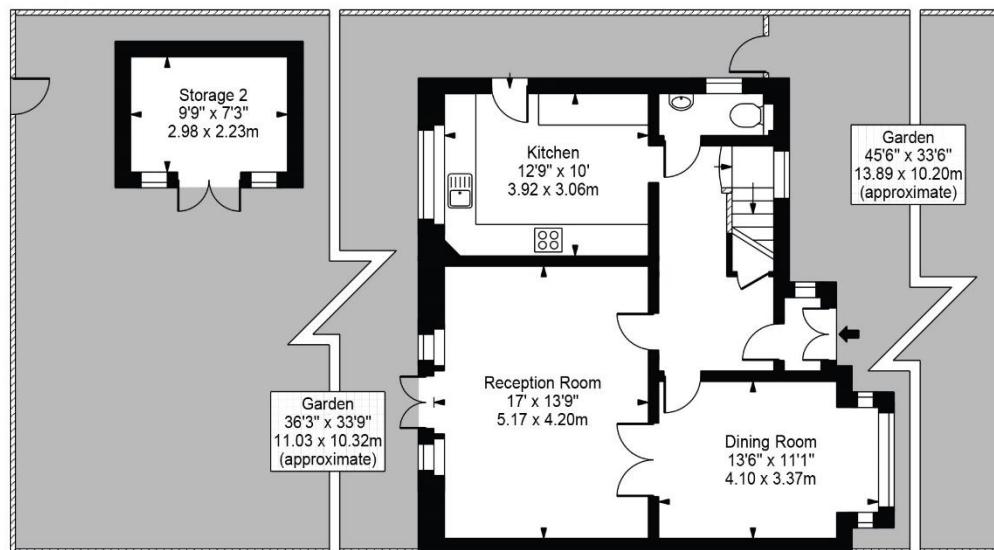 Storage 2
9'9" x 7'3"
2.98 x 2.23m
Kitchen
12'9" x 10'
3.92 x 3.06m
Garden
45'6" x 33'6"
13.89 x 10.20m
(approximate)
Reception Room
17' x 13'9"
5.17 x 4.20m
Garden
36'3" x 33'9"
11.03 x 10.32m
(approximate)
Dining Room
13'6" x 11'1"
4.10 x 3.37m